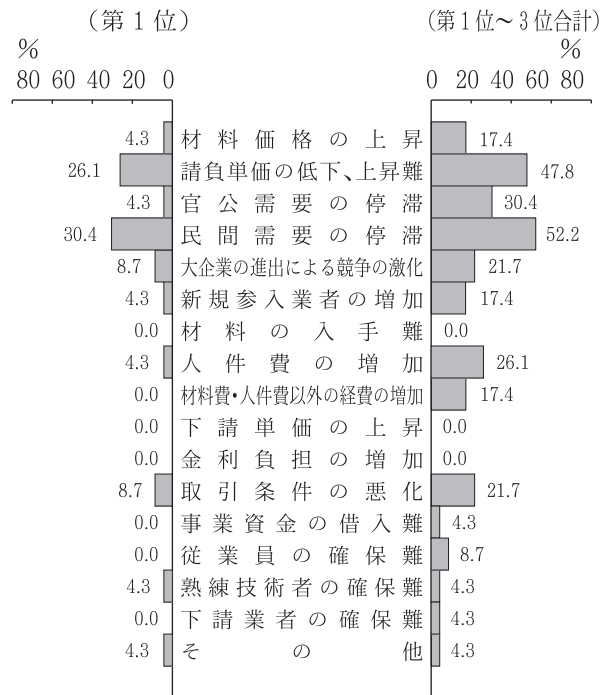 （第１位） （第１位～３位合計）
％ ％
80 60 40 20 0 0 20 40 60 80
4.3 材料価格の上昇 17.4
26.1 請負単価の低下、上昇難 47.8
4.3 官公需要の停滞 30.4
30.4 民間需要の停滞 52.2
8.7 大企業の進出による競争の激化 21.7
4.3 新規参入業者の増加 17.4
0.0 材料の入手難 0.0
4.3 人件費の増加 26.1
0.0 材料費・人件費以外の経費の増加 17.4
0.0 下請単価の上昇 0.0
0.0 金利負担の増加 0.0
8.7 取引条件の悪化 21.7
0.0 事業資金の借入難 4.3
0.0 従業員の確保難 8.7
4.3 熟練技術者の確保難 4.3
0.0 下請業者の確保難 4.3
4.3 その他 4.3